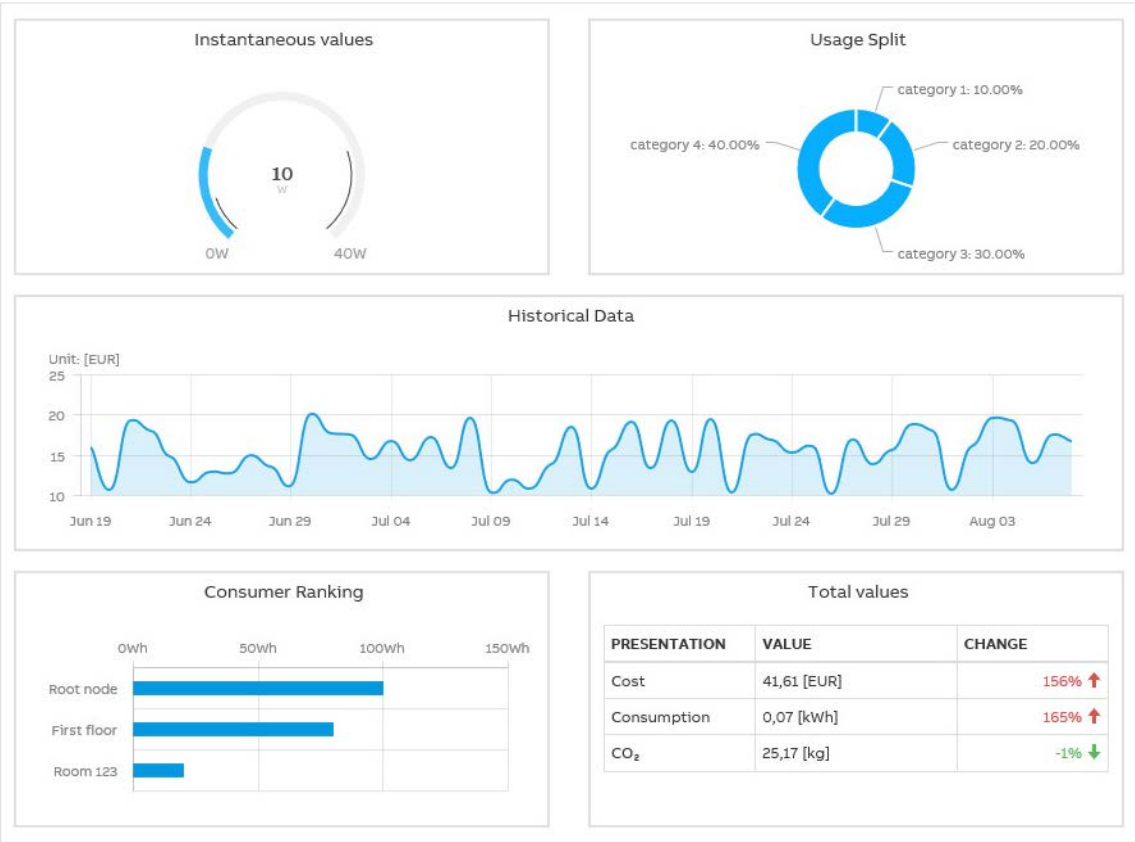 Instantaneous values
10
W
0W 40W
Usage Split
category 1: 10.00%
category 4: 40.00% category 2: 20.00%
category 3: 30.00%
Historical Data
Unit: [EUR]
25
20
15
10
Jun 19 Jun 24 Jun 29 Jul 04 Jul 09 Jul 14 Jul 19 Jul 24 Jul 29 Aug 03
Consumer Ranking
0Wh 50Wh 100Wh 150Wh
Root node
First floor
Room 123
Total values
PRESENTATION VALUE CHANGE
Cost 41,61 [EUR] 156%
Consumption 0,07 [kWh] 165%
CO₂ 25,17 [kg] -1%